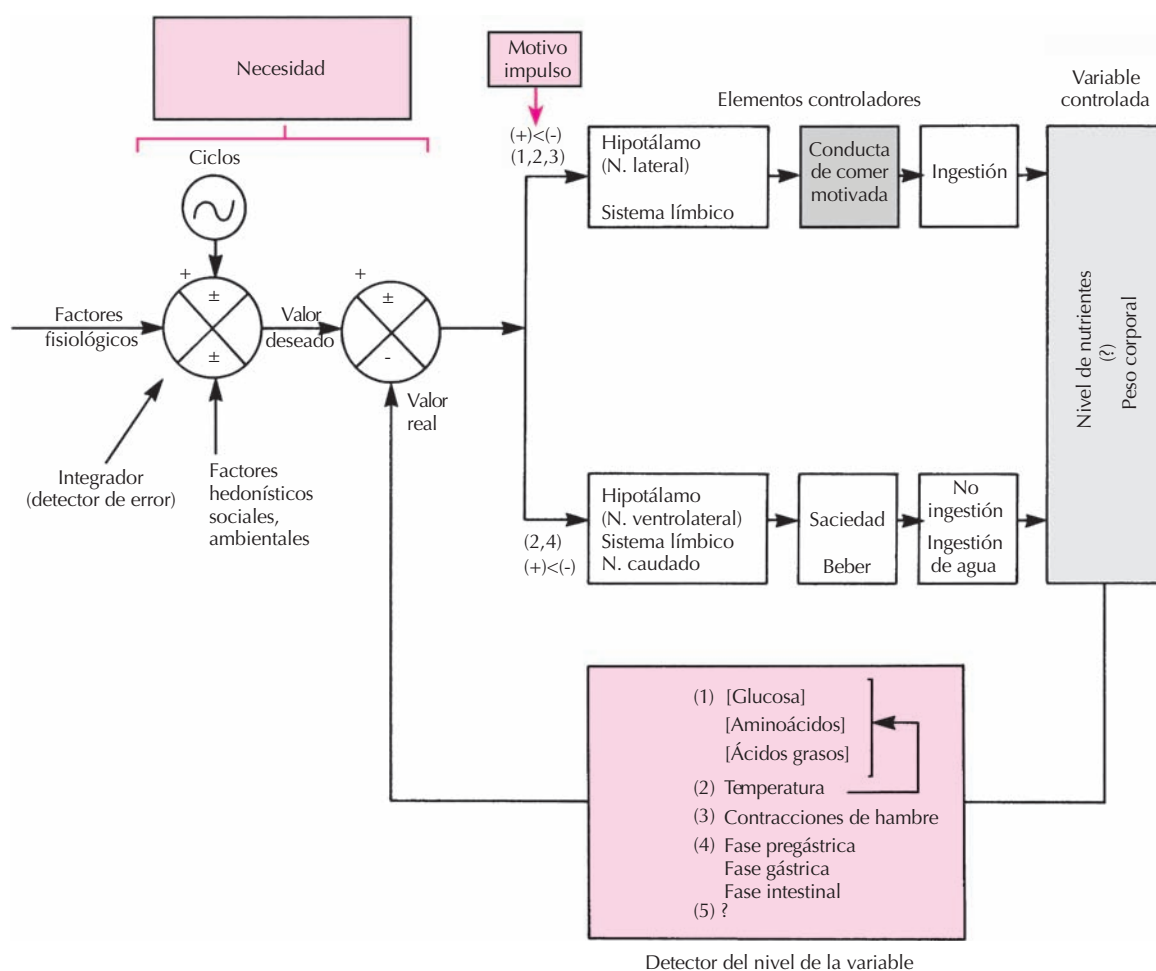 Necesidad
Motivo
impulso
Elementos controladores
Variable
controlada
Ciclos
(+)<(-)
(1,2,3)
Hipotálamo
(N. lateral)
Sistema límbico
Conducta
de comer
motivada
Ingestión
+
±
±
Factores
fisiológicos
Valor
deseado
+
±
-
Valor
real
Nivel de nutrientes
(?)
Peso corporal
Integrador
(detector de error)
Factores
hedonísticos
sociales,
ambientales
(2,4)
(+)<(-)
Hipotálamo
(N. ventrolateral)
Sistema límbico
N. caudado
Saciedad
Beber
No
ingestión
Ingestión
de agua
(1) [Glucosa]
[Aminoácidos]
[Ácidos grasos]
(2) Temperatura
(3) Contracciones de hambre
(4) Fase pregástrica
Fase gástrica
Fase intestinal
(5) ?
Detector del nivel de la variable